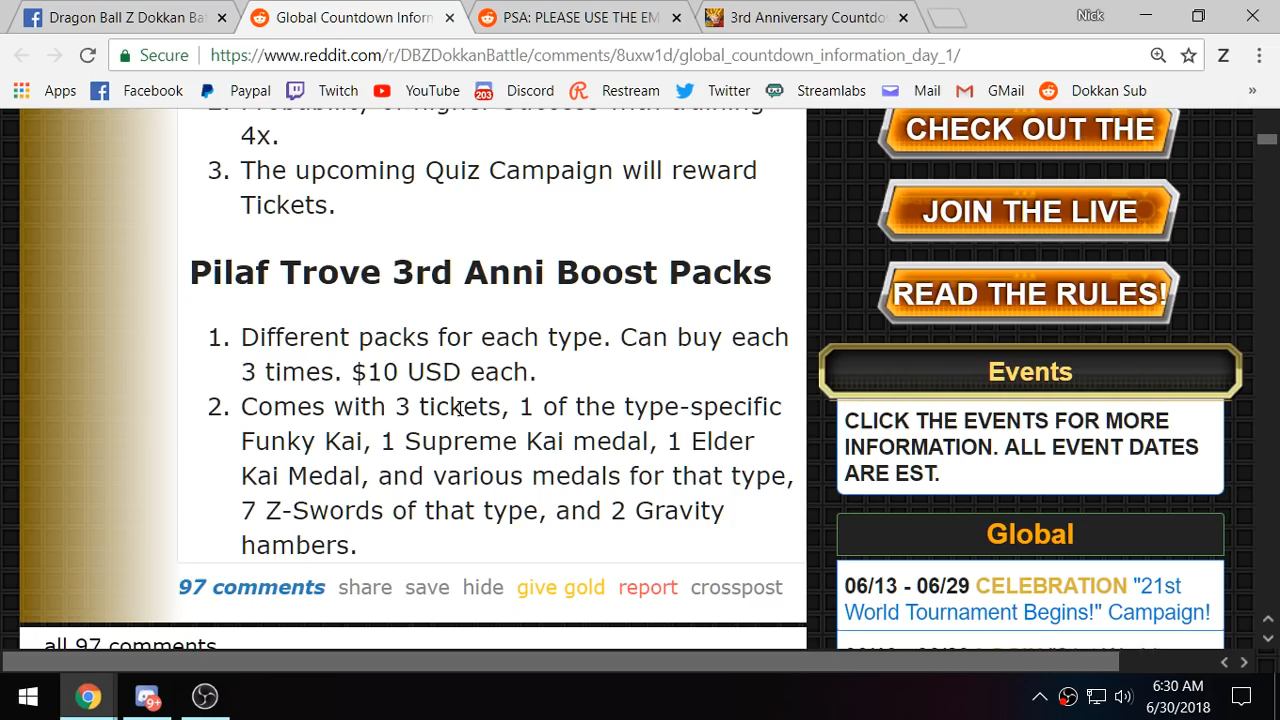 Dragon Ball Z Dokkan Bat
Global Countdown Inform
PSA: PLEASE USE THE EM
3rd Anniversary Countdo
Nick
Secure
https://www.reddit.com/r/DBZDokkanBattle/comments/8uxw1d/global_countdown_information_day_1/
Z
Apps
Facebook
Paypal
Twitch
YouTube
203
Discord
Restream
Twitter
Streamlabs
Mail
GMail
Dokkan Sub
»
4x.
3. The upcoming Quiz Campaign will reward
Tickets.
Pilaf Trove 3rd Anni Boost Packs
1. Different packs for each type. Can buy each
3 times. $10 USD each.
2. Comes with 3 tickets, 1 of the type-specific
Funky Kai, 1 Supreme Kai medal, 1 Elder
Kai Medal, and various medals for that type,
7 Z-Swords of that type, and 2 Gravity
hambers.
97 comments share save hide give gold report crosspost
all 97 comments
CHECK OUT THE
JOIN THE LIVE
READ THE RULES!
Events
CLICK THE EVENTS FOR MORE
INFORMATION. ALL EVENT DATES
ARE EST.
Global
06/13 - 06/29 CELEBRATION "21st
World Tournament Begins!" Campaign!
9+
6:30 AM
6/30/2018